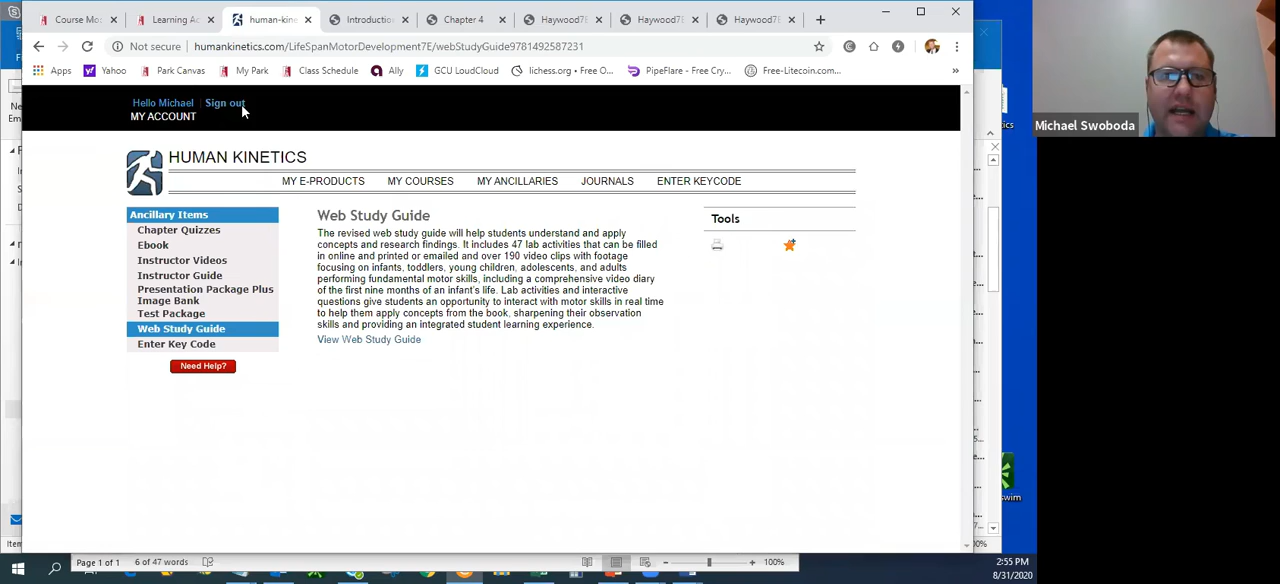 Course Mo
Learning Ac
human-kine
Introduction
Chapter 4
Haywood7E
Haywood7E
Haywood7E
Not secure
humankinetics.com/LifeSpanMotorDevelopment7E/webStudyGuide9781492587231
Apps
Yahoo
Park Canvas
My Park
Class Schedule
Ally
GCU LoudCloud
lichess.org • Free O...
PipeFlare - Free Cry...
Free-Litecoin.com...
Hello Michael
Sign out
MY ACCOUNT
HUMAN KINETICS
MY E-PRODUCTS
MY COURSES
MY ANCILLARIES
JOURNALS
ENTER KEYCODE
Ancillary Items
Chapter Quizzes
Ebook
Instructor Videos
Instructor Guide
Presentation Package Plus
Image Bank
Test Package
Web Study Guide
Enter Key Code
Need Help?
Web Study Guide
The revised web study guide will help students understand and apply
concepts and research findings. It includes 47 lab activities that can be filled
in online and printed or emailed and over 190 video clips with footage
focusing on infants, toddlers, young children, adolescents, and adults
performing fundamental motor skills, including a comprehensive video diary
of the first nine months of an infant's life. Lab activities and interactive
questions give students an opportunity to interact with motor skills in real time
to help them apply concepts from the book, sharpening their observation
skills and providing an integrated student learning experience.
View Web Study Guide
Tools
Michael Swoboda
Page 1 of 1
6 of 47 words
100%
2:55 PM
8/31/2020